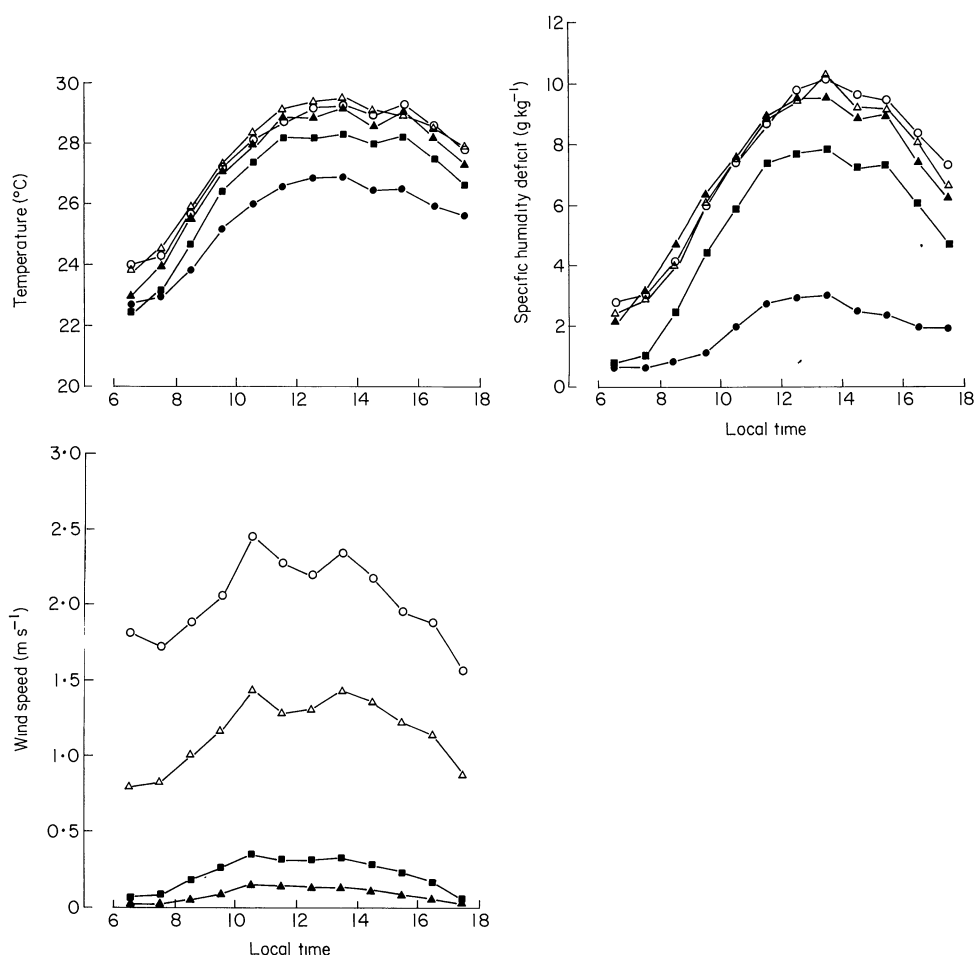 Temperature (°C)
30
28
26
24
22
20
6 8 10 12 14 16 18
Specific humidity deficit (g kg⁻¹)
12
10
8
6
4
2
0
6 8 10 12 14 16 18
Local time
Wind speed (m s⁻¹)
3·0
2·5
2·0
1·5
1·0
0·5
0
6 8 10 12 14 16 18
Local time